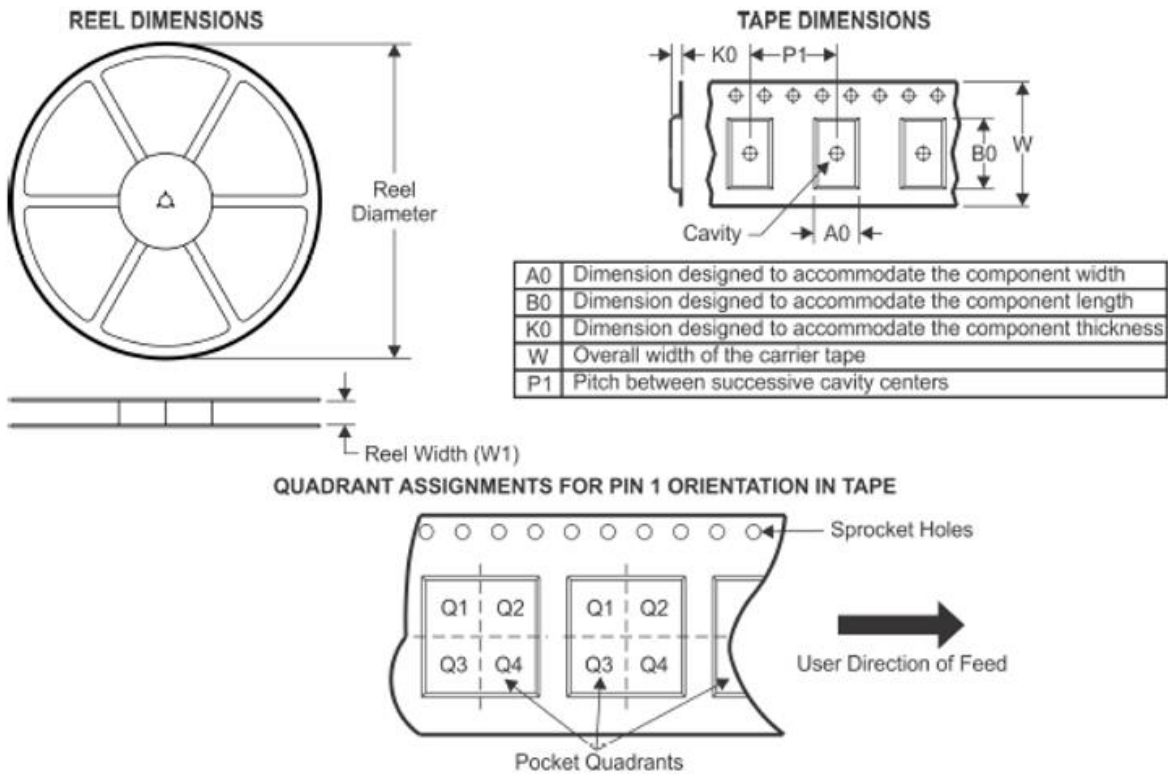 REEL DIMENSIONS
Reel
Diameter
Reel Width (W1)
TAPE DIMENSIONS
K0
P1
B0
W
Cavity
A0
A0 Dimension designed to accommodate the component width
B0 Dimension designed to accommodate the component length
K0 Dimension designed to accommodate the component thickness
W Overall width of the carrier tape
P1 Pitch between successive cavity centers
QUADRANT ASSIGNMENTS FOR PIN 1 ORIENTATION IN TAPE
Sprocket Holes
Q1 Q2 Q1 Q2
Q3 Q4 Q3 Q4
User Direction of Feed
Pocket Quadrants